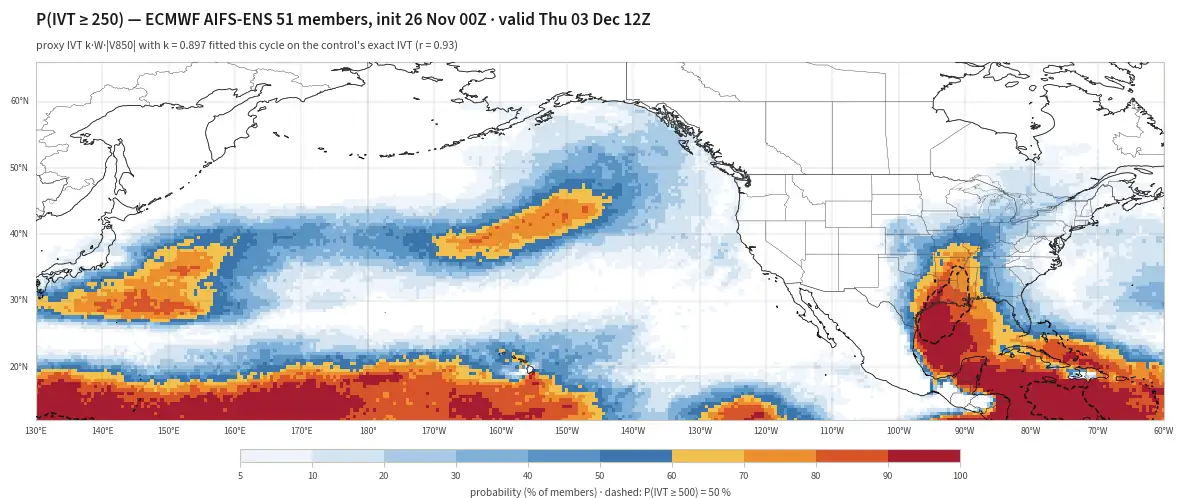 P(IVT ≥ 250) — ECMWF AIFS-ENS 51 members, init 26 Nov 00Z · valid Thu 03 Dec 12Z
proxy IVT k·W·|V850| with k = 0.897 fitted this cycle on the control's exact IVT (r = 0.93)
60°N
50°N
40°N
30°N
20°N
130°E 140°E 150°E 160°E 170°E 180° 170°W 160°W 150°W 140°W 130°W 120°W 110°W 100°W 90°W 80°W 70°W 60°W
5 10 20 30 40 50 60 70 80 90 100
probability (% of members) · dashed: P(IVT ≥ 500) = 50 %